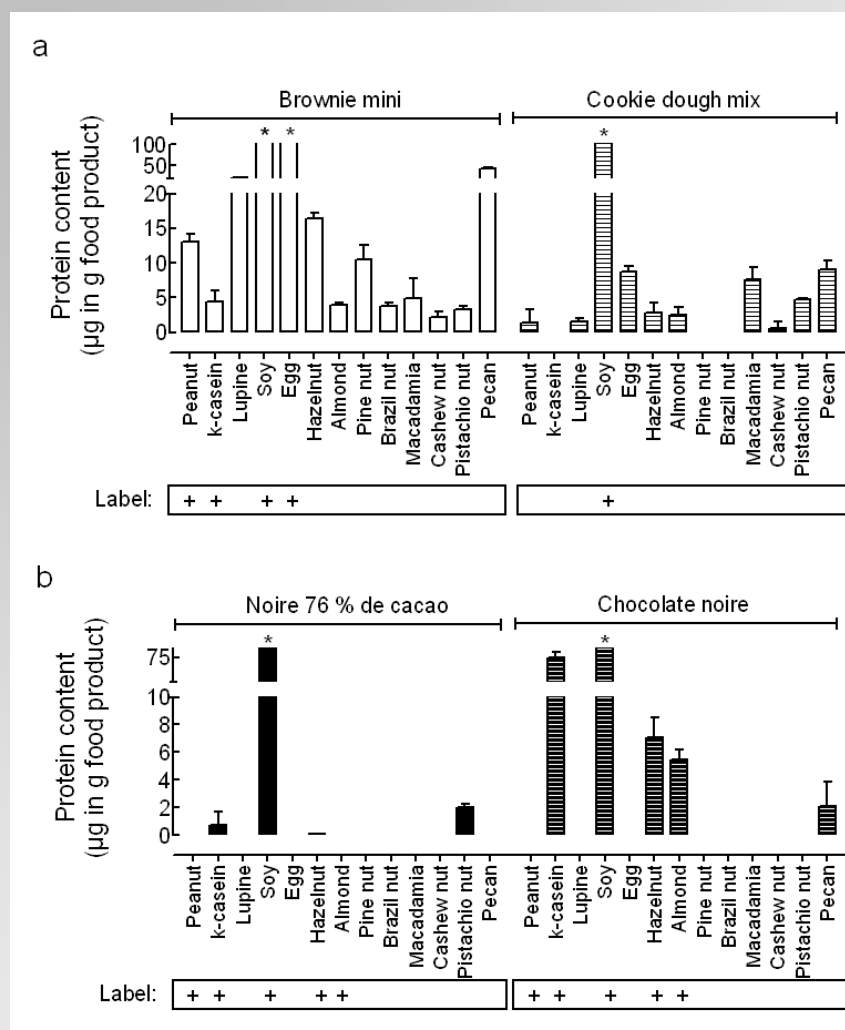 a
Brownie mini
Cookie dough mix
* * *
Protein content
(µg in g food product)
100
50
20
15
10
5
0
Peanut
k-casein
Lupine
Soy
Egg
Hazelnut
Almond
Pine nut
Brazil nut
Macadamia
Cashew nut
Pistachio nut
Pecan
Peanut
k-casein
Lupine
Soy
Egg
Hazelnut
Almond
Pine nut
Brazil nut
Macadamia
Cashew nut
Pistachio nut
Pecan
Label: + + + + +
b
Noire 76 % de cacao
Chocolate noire
* *
Protein content
(µg in g food product)
75
10
8
6
4
2
0
Peanut
k-casein
Lupine
Soy
Egg
Hazelnut
Almond
Pine nut
Brazil nut
Macadamia
Cashew nut
Pistachio nut
Pecan
Peanut
k-casein
Lupine
Soy
Egg
Hazelnut
Almond
Pine nut
Brazil nut
Macadamia
Cashew nut
Pistachio nut
Pecan
Label: + + + + + + + + + +